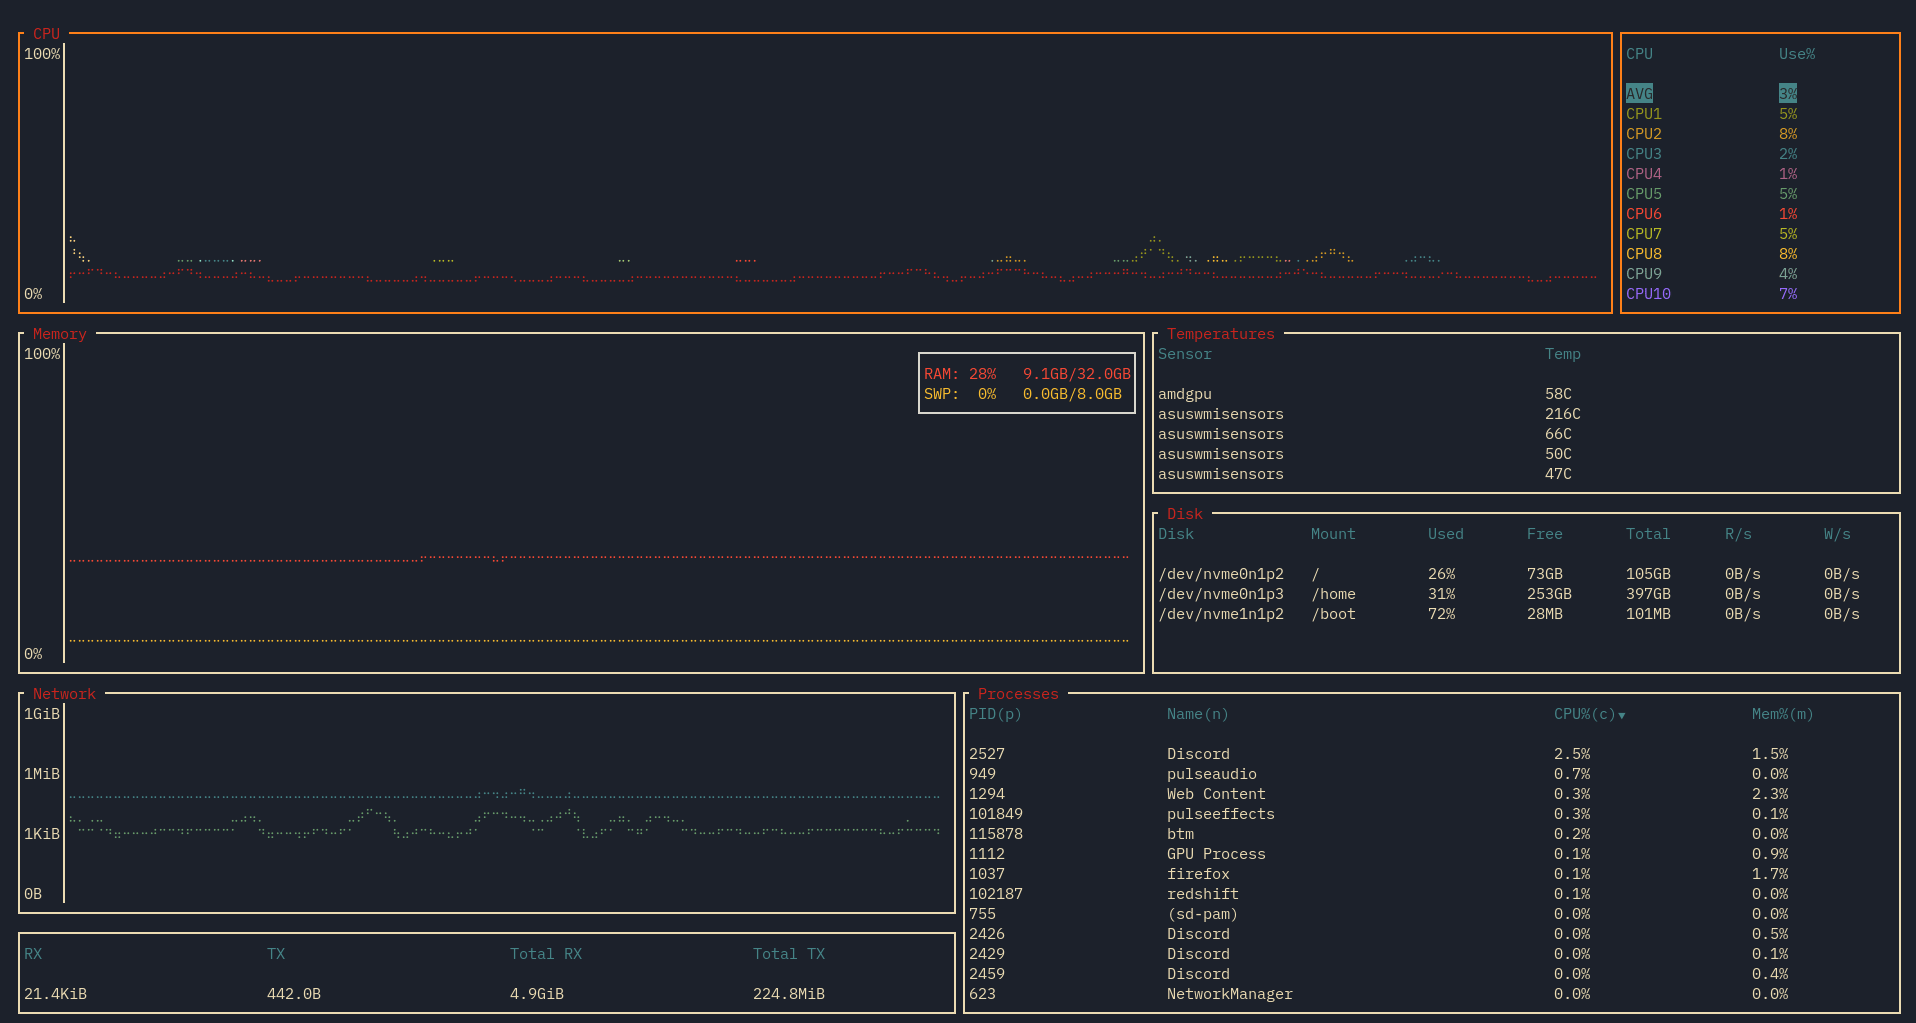 CPU
100%
0%
CPU Use%
AVG 3%
CPU1 5%
CPU2 8%
CPU3 2%
CPU4 1%
CPU5 5%
CPU6 1%
CPU7 5%
CPU8 8%
CPU9 4%
CPU10 7%
Memory
100%
RAM: 28% 9.1GB/32.0GB
SWP: 0% 0.0GB/8.0GB
0%
Temperatures
Sensor Temp
amdgpu 58C
asuswmisensors 216C
asuswmisensors 66C
asuswmisensors 50C
asuswmisensors 47C
Disk
Disk Mount Used Free Total R/s W/s
/dev/nvme0n1p2 / 26% 73GB 105GB 0B/s 0B/s
/dev/nvme0n1p3 /home 31% 253GB 397GB 0B/s 0B/s
/dev/nvme1n1p2 /boot 72% 28MB 101MB 0B/s 0B/s
Network
1GiB
1MiB
1KiB
0B
RX TX Total RX Total TX
21.4KiB 442.0B 4.9GiB 224.8MiB
Processes
PID(p) Name(n) CPU%(c)▼ Mem%(m)
2527 Discord 2.5% 1.5%
949 pulseaudio 0.7% 0.0%
1294 Web Content 0.3% 2.3%
101849 pulseeffects 0.3% 0.1%
115878 btm 0.2% 0.0%
1112 GPU Process 0.1% 0.9%
1037 firefox 0.1% 1.7%
102187 redshift 0.1% 0.0%
755 (sd-pam) 0.0% 0.0%
2426 Discord 0.0% 0.5%
2429 Discord 0.0% 0.1%
2459 Discord 0.0% 0.4%
623 NetworkManager 0.0% 0.0%